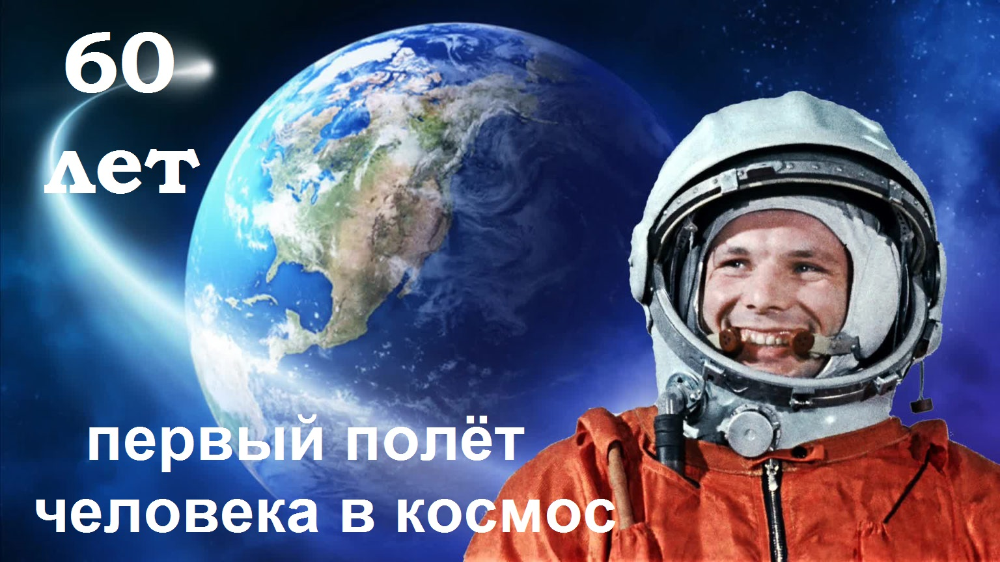 60
лет
первый полёт
человека в космос